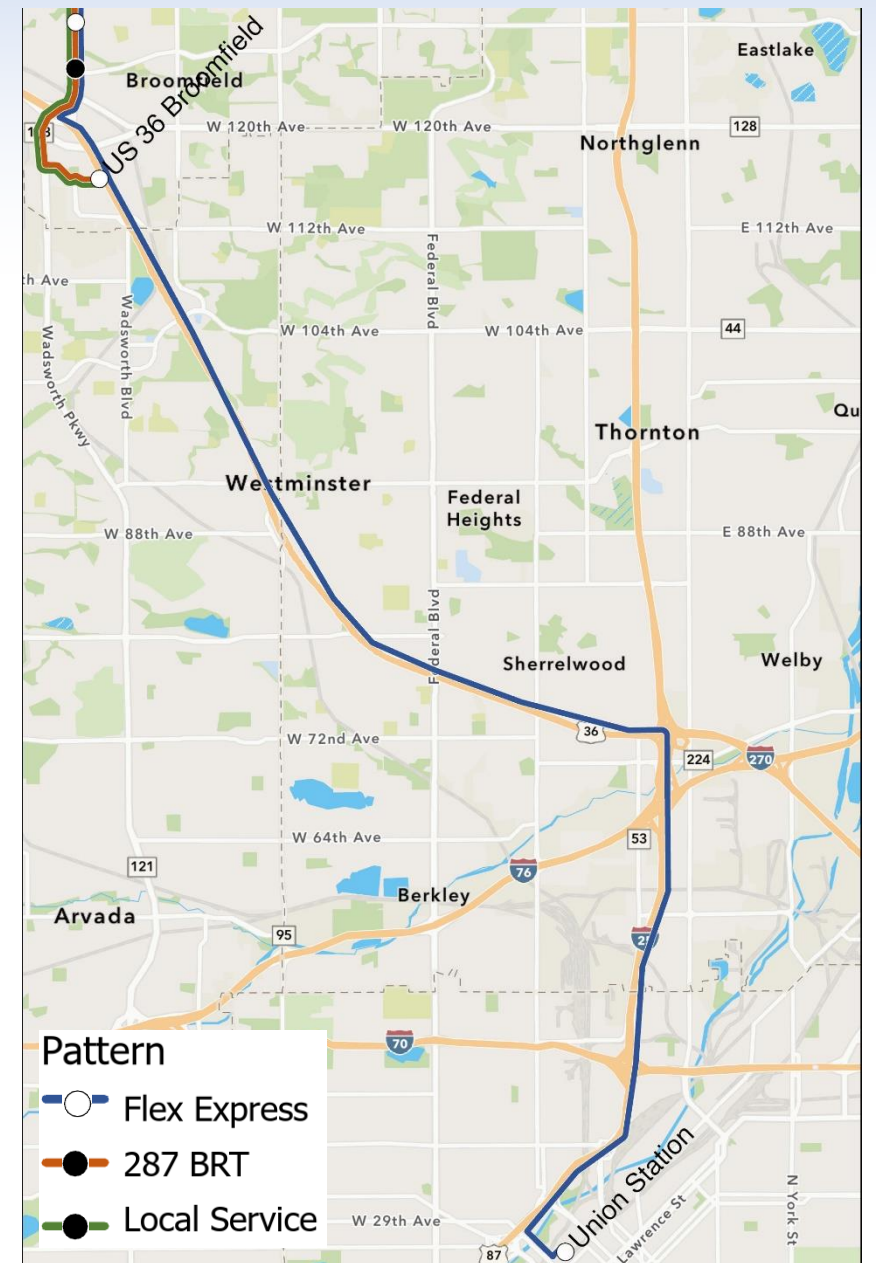 Eastlake
Broomfield
US 36 Broomfield
W 120th Ave
W 120th Ave
128
Northglenn
W 112th Ave
E 112th Ave
Federal Blvd
th Ave
Wadsworth Blvd
Wadsworth Pkwy
W 104th Ave
W 104th Ave
44
Qu
Thornton
Westminster
Federal
Heights
W 88th Ave
E 88th Ave
Federal Blvd
Sherrelwood
Welby
36
W 72nd Ave
224
270
W 64th Ave
53
121
76
Berkley
Arvada
95
25
70
Pattern
Flex Express
287 BRT
Local Service
Union Station
W 29th Ave
87
Lawrence St
N York St